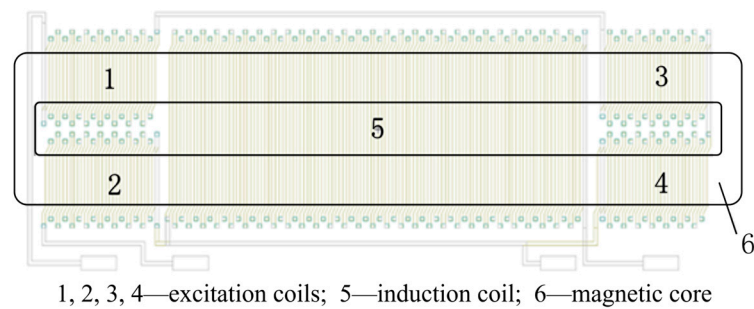 1 3
5
2 4
6
1, 2, 3, 4—excitation coils; 5—induction coil; 6—magnetic core